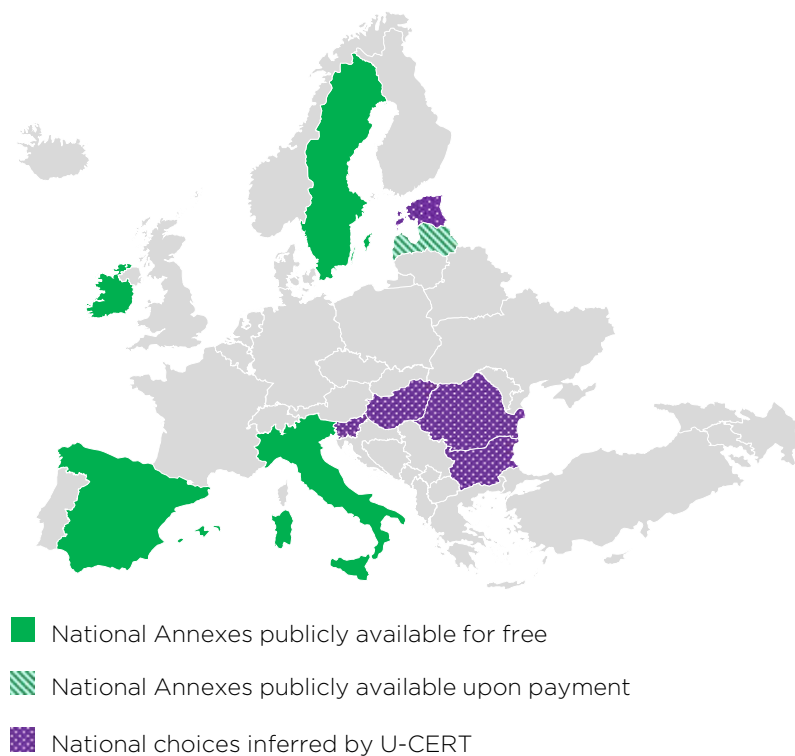 National Annexes publicly available for free
National Annexes publicly available upon payment
National choices inferred by U-CERT